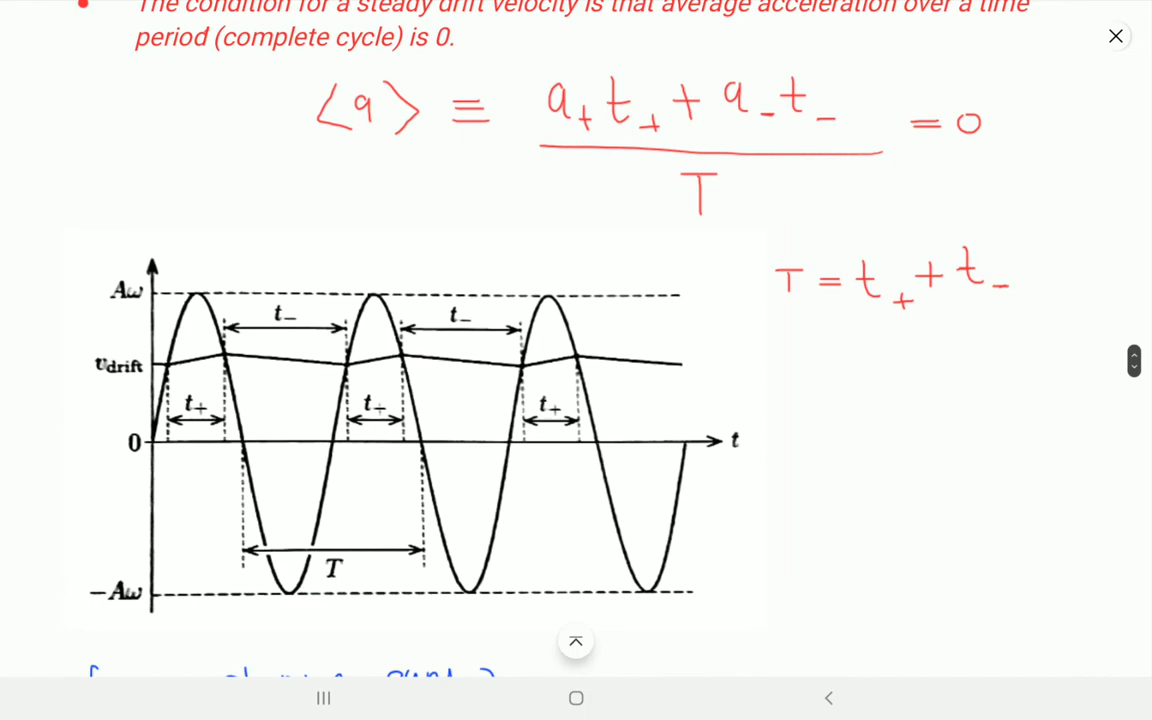 The condition for a steady drift velocity is that average acceleration over a time
period (complete cycle) is 0.
⟨a⟩ ≡ a₊t₊ + a₋t₋ / T = 0
T = t₊ + t₋
Aω
t₋ t₋
υdrift
t₊ t₊ t₊
0 t
T
−Aω